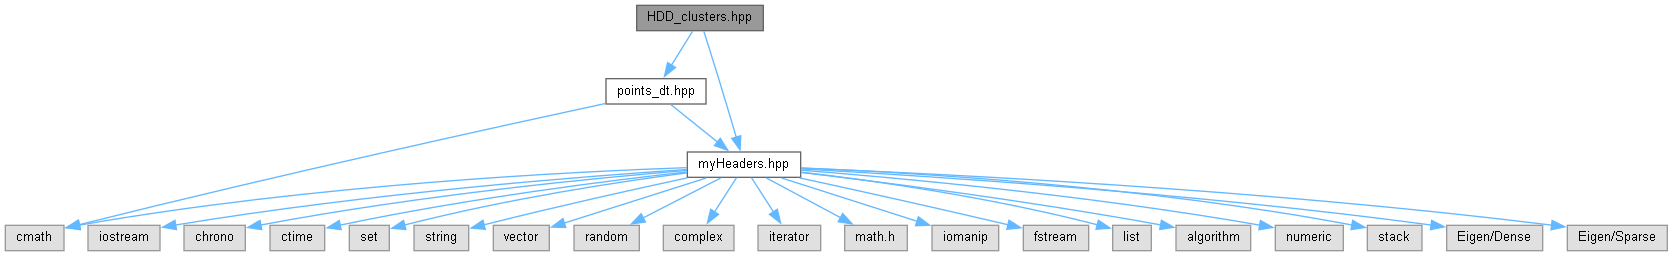 HDD_clusters.hpp
points_dt.hpp
myHeaders.hpp
cmath
iostream
chrono
ctime
set
string
vector
random
complex
iterator
math.h
iomanip
fstream
list
algorithm
numeric
stack
Eigen/Dense
Eigen/Sparse